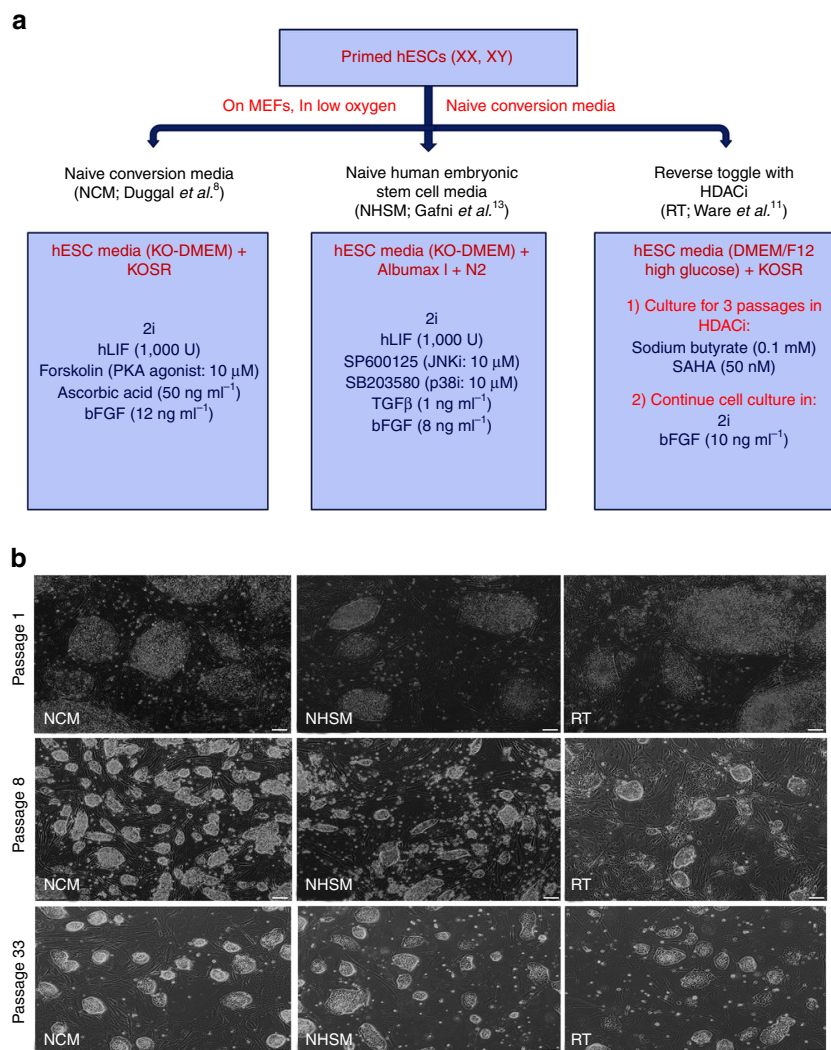 a
Primed hESCs (XX, XY)
On MEFs, In low oxygen
Naive conversion media
Naive conversion media
(NCM; Duggal et al.⁸)
hESC media (KO-DMEM) +
KOSR
2i
hLIF (1,000 U)
Forskolin (PKA agonist: 10 μM)
Ascorbic acid (50 ng ml⁻¹)
bFGF (12 ng ml⁻¹)
Naive human embryonic
stem cell media
(NHSM; Gafni et al.¹³)
hESC media (KO-DMEM) +
Albumax I + N2
2i
hLIF (1,000 U)
SP600125 (JNKi: 10 μM)
SB203580 (p38i: 10 μM)
TGFβ (1 ng ml⁻¹)
bFGF (8 ng ml⁻¹)
Reverse toggle with
HDACi
(RT; Ware et al.¹¹)
hESC media (DMEM/F12
high glucose) + KOSR
1) Culture for 3 passages in
HDACi:
Sodium butyrate (0.1 mM)
SAHA (50 nM)
2) Continue cell culture in:
2i
bFGF (10 ng ml⁻¹)
b
Passage 1
NCM
NHSM
RT
Passage 8
NCM
NHSM
RT
Passage 33
NCM
NHSM
RT